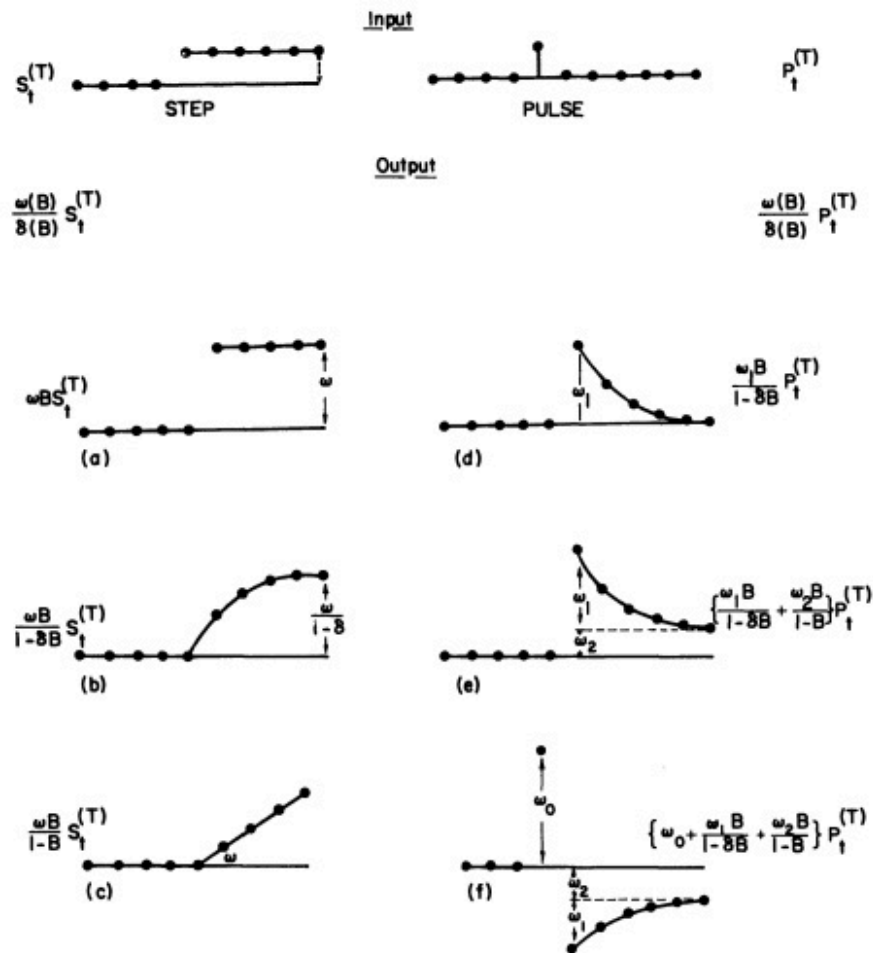 Input
S_t^(T)
STEP
PULSE
P_t^(T)
Output
ω(B)/δ(B) S_t^(T)
ω(B)/δ(B) P_t^(T)
ωBS_t^(T)
ω
(a)
ω₁
ω₁B/1-δB P_t^(T)
(d)
ωB/1-δB S_t^(T)
ω/1-δ
(b)
ω₁
ω₂
{ω₁B/1-δB + ω₂B/1-B}P_t^(T)
(e)
ωB/1-B S_t^(T)
ω
(c)
ω₀
{ω₀ + ω₁B/1-δB + ω₂B/1-B} P_t^(T)
(f)
ω₂
ω₁